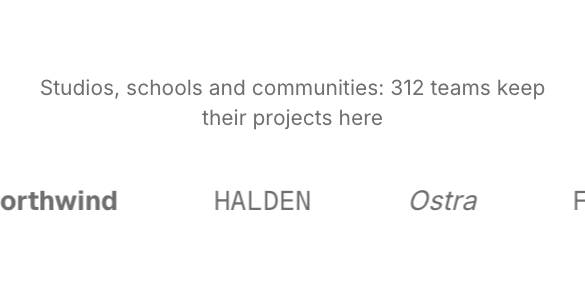 Studios, schools and communities: 312 teams keep
their projects here
orthwind HALDEN Ostra F